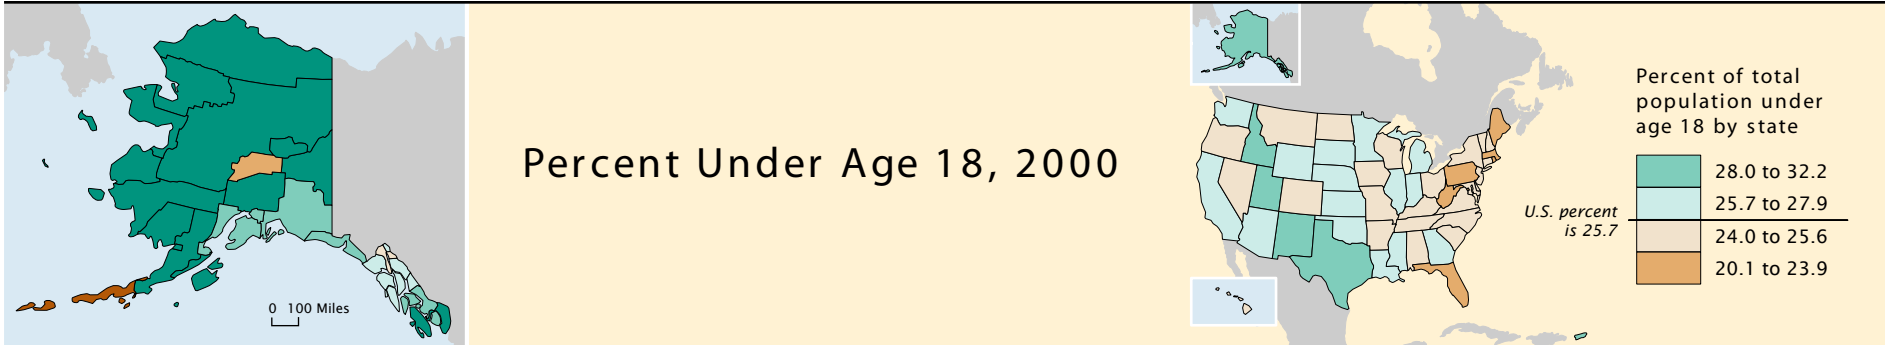 0 100 Miles
Percent Under Age 18, 2000
Percent of total
population under
age 18 by state
28.0 to 32.2
25.7 to 27.9
U.S. percent
is 25.7
24.0 to 25.6
20.1 to 23.9